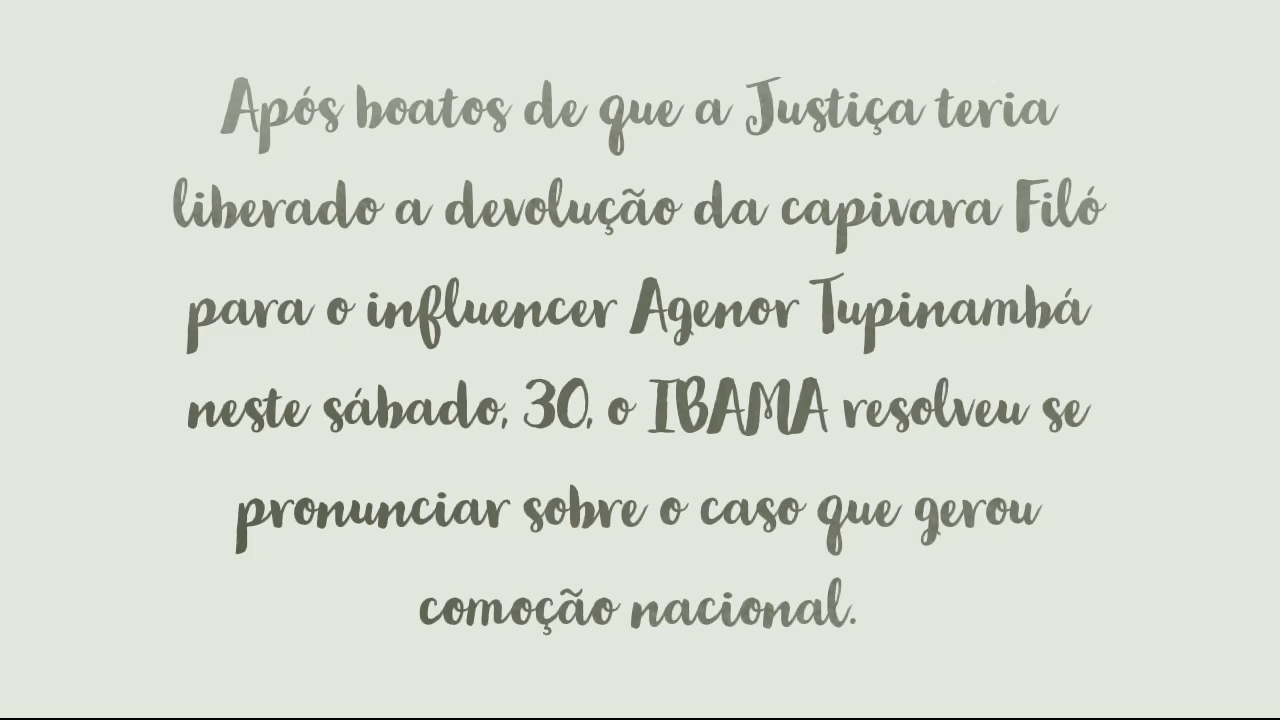 Após boatos de que a Justiça teria
liberado a devolução da capivara Filó
para o influencer Agenor Tupinambá
neste sábado, 30, o IBAMA resolveu se
pronunciar sobre o caso que gerou
comoção nacional.